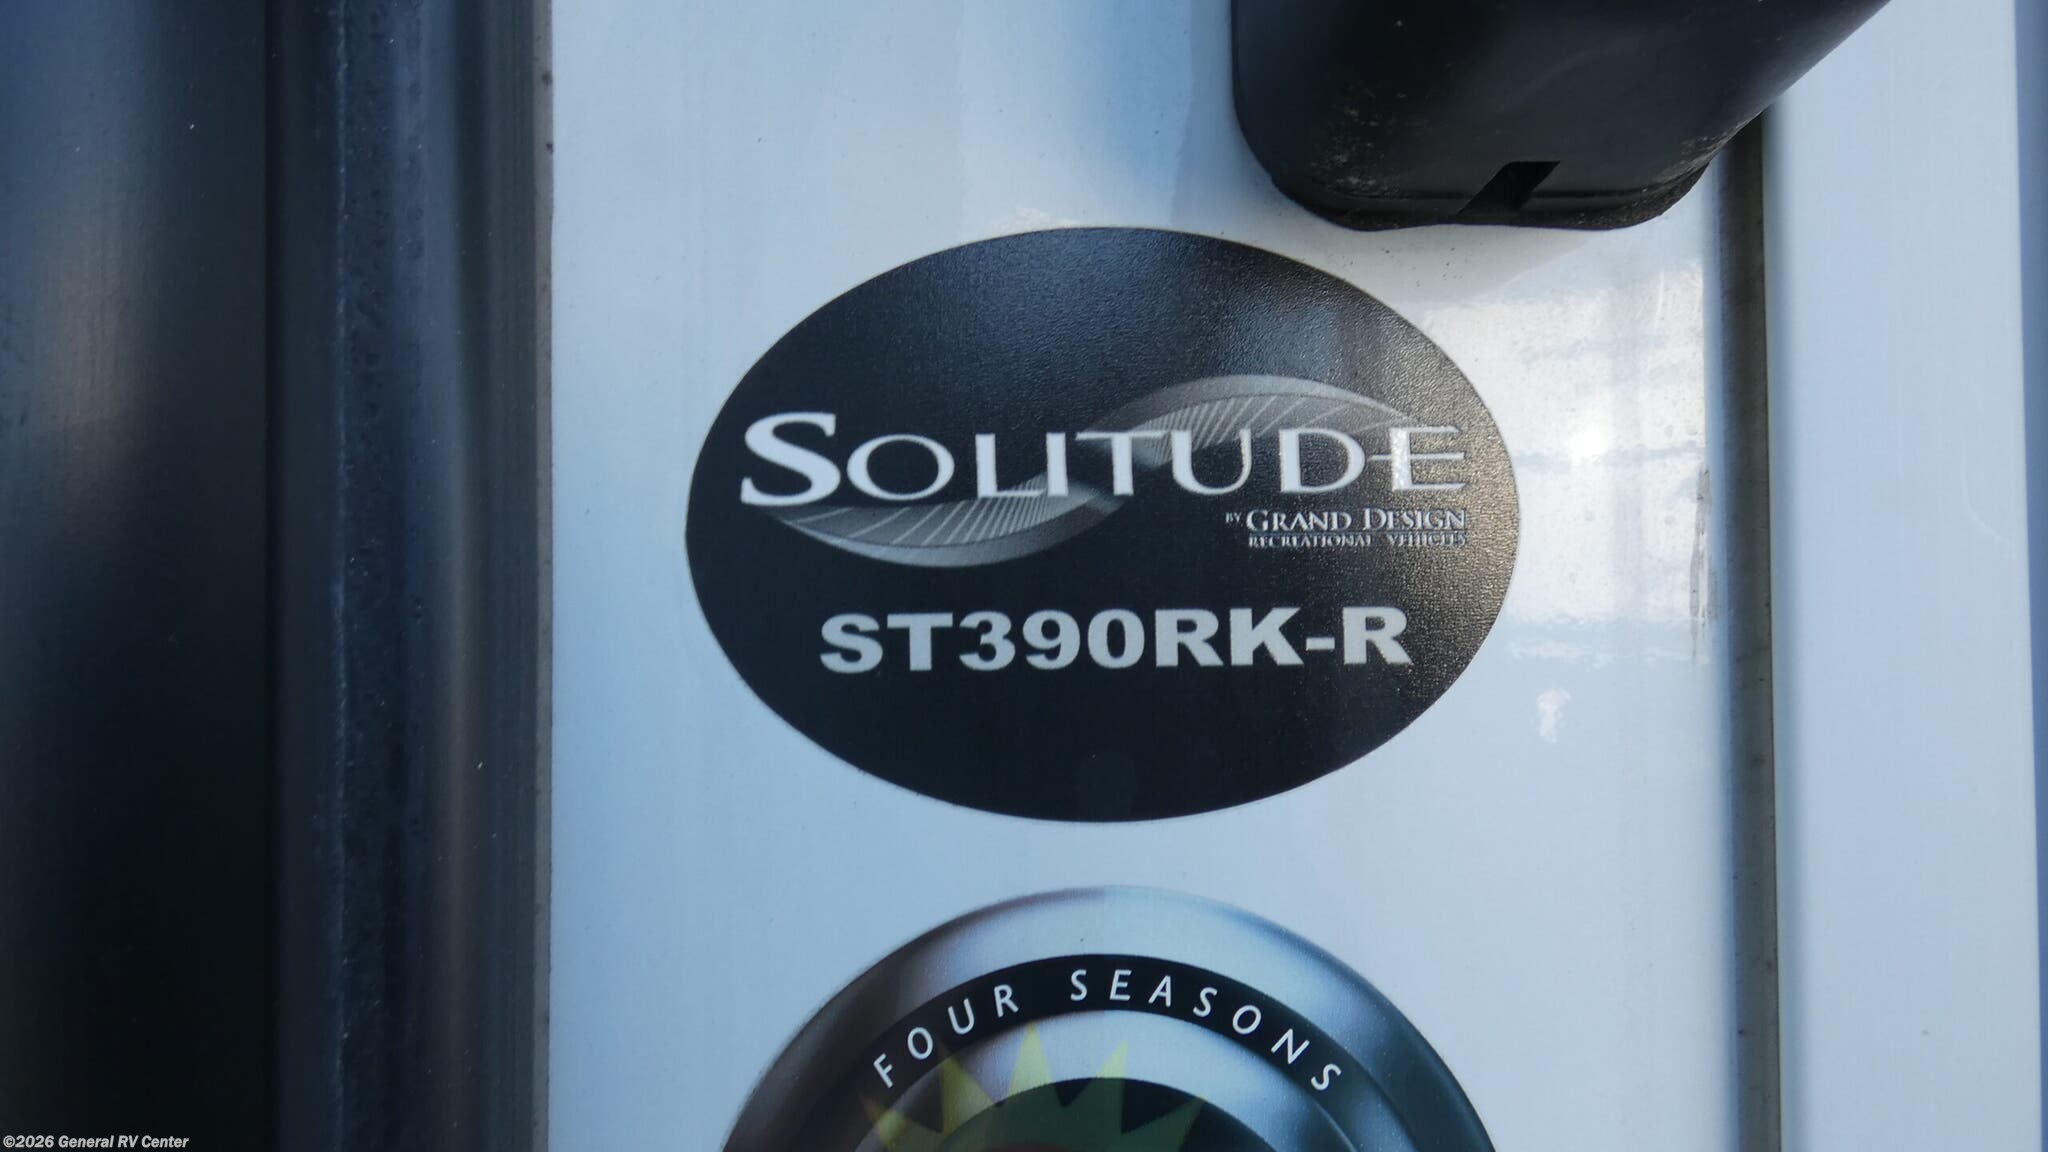 SOLITUDE
BY GRAND DESIGN
RECREATIONAL VEHICLES
ST390RK-R
FOUR SEASONS
©2026 General RV Center